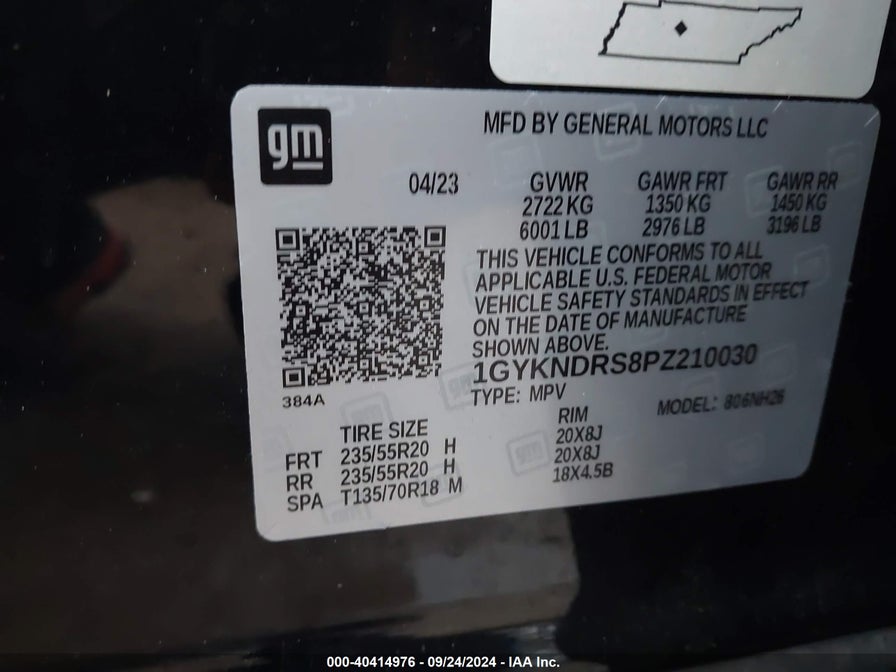 gm
MFD BY GENERAL MOTORS LLC
04/23
GVWR GAWR FRT GAWR RR
2722 KG 1350 KG 1450 KG
6001 LB 2976 LB 3196 LB
THIS VEHICLE CONFORMS TO ALL
APPLICABLE U.S. FEDERAL MOTOR
VEHICLE SAFETY STANDARDS IN EFFECT
ON THE DATE OF MANUFACTURE
SHOWN ABOVE.
1GYKNDRS8PZ210030
TYPE: MPV MODEL: 806NH26
384A
TIRE SIZE RIM
FRT 235/55R20 H 20X8J
RR 235/55R20 H 20X8J
SPA T135/70R18 M 18X4.5B
000-40414976 - 09/24/2024 - IAA Inc.